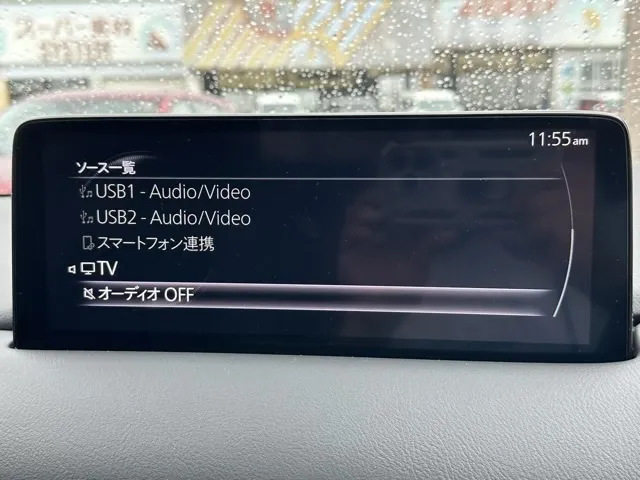 11:55am
ソース一覧
USB1 - Audio/Video
USB2 - Audio/Video
スマートフォン連携
TV
オーディオ OFF